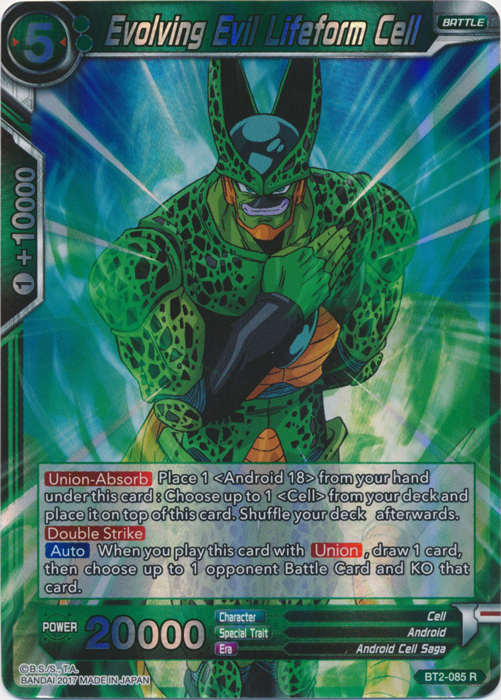 5
Evolving Evil Lifeform Cell
BATTLE
1 +10000
Union-Absorb Place 1 <Android 18> from your hand
under this card : Choose up to 1 <Cell> from your deck and
place it on top of this card. Shuffle your deck afterwards.
Double Strike
Auto When you play this card with Union , draw 1 card,
then choose up to 1 opponent Battle Card and KO that
card.
POWER 20000
Character Cell
Special Trait Android
Era Android Cell Saga
©B.S./S., T.A.
BANDAI 2017 MADE IN JAPAN
BT2-085 R